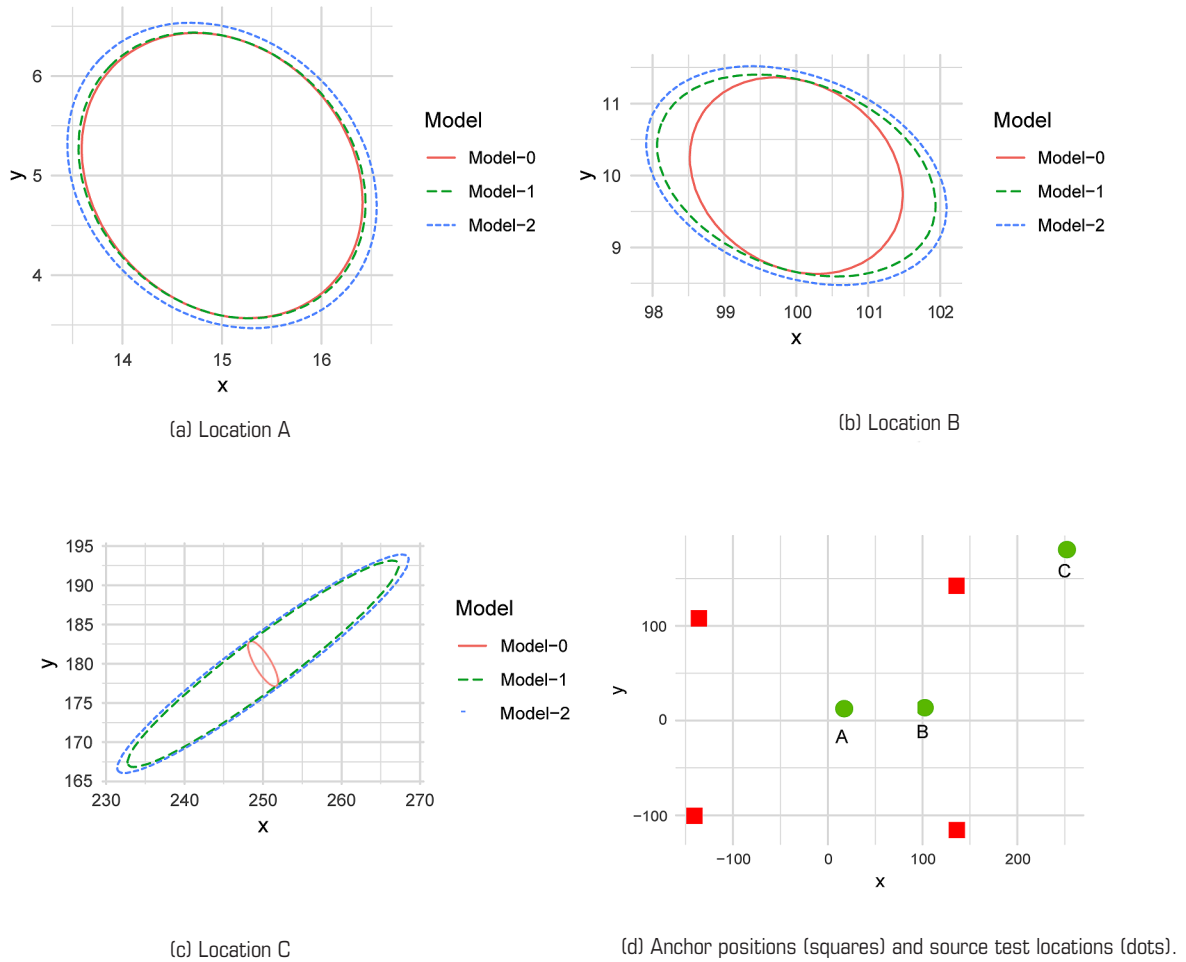 6
5
4
y
14
15
16
x
Model
Model-0
Model-1
Model-2
(a) Location A
11
10
9
y
98
99
100
101
102
x
Model
Model-0
Model-1
Model-2
(b) Location B
195
190
185
180
175
170
165
y
230
240
250
260
270
x
Model
Model-0
Model-1
Model-2
(c) Location C
100
0
-100
y
-100
0
100
200
x
A
B
C
(d) Anchor positions (squares) and source test locations (dots).